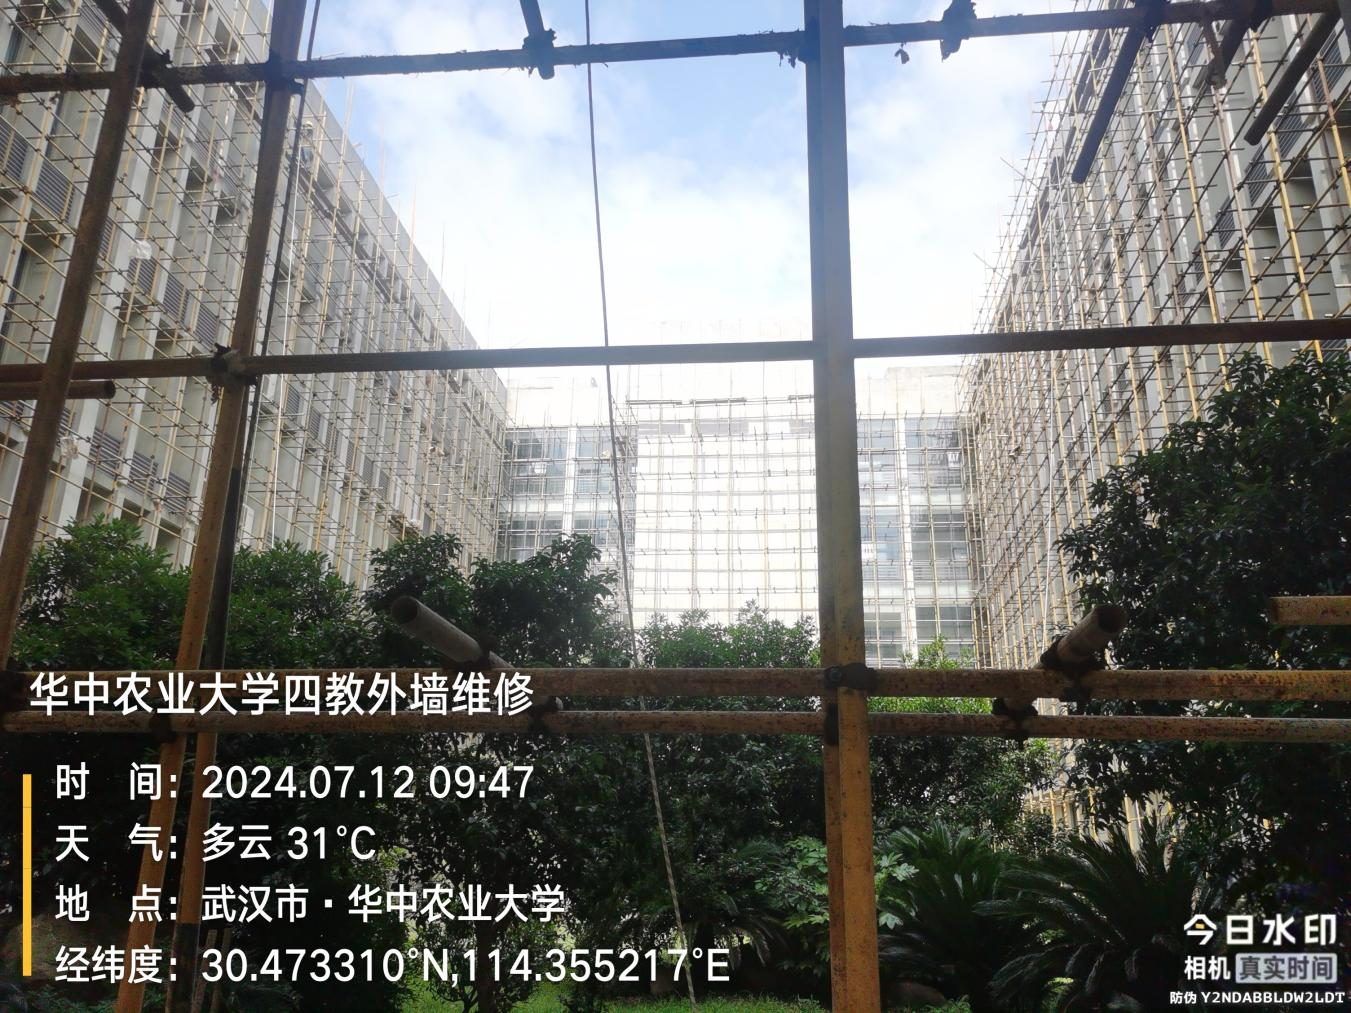 华中农业大学四教外墙维修
时 间：2024.07.12 09:47
天 气：多云 31°C
地 点：武汉市·华中农业大学
经纬度：30.473310°N,114.355217°E
今日水印
相机 真实时间
防伪 Y2NDABBLDW2LDT